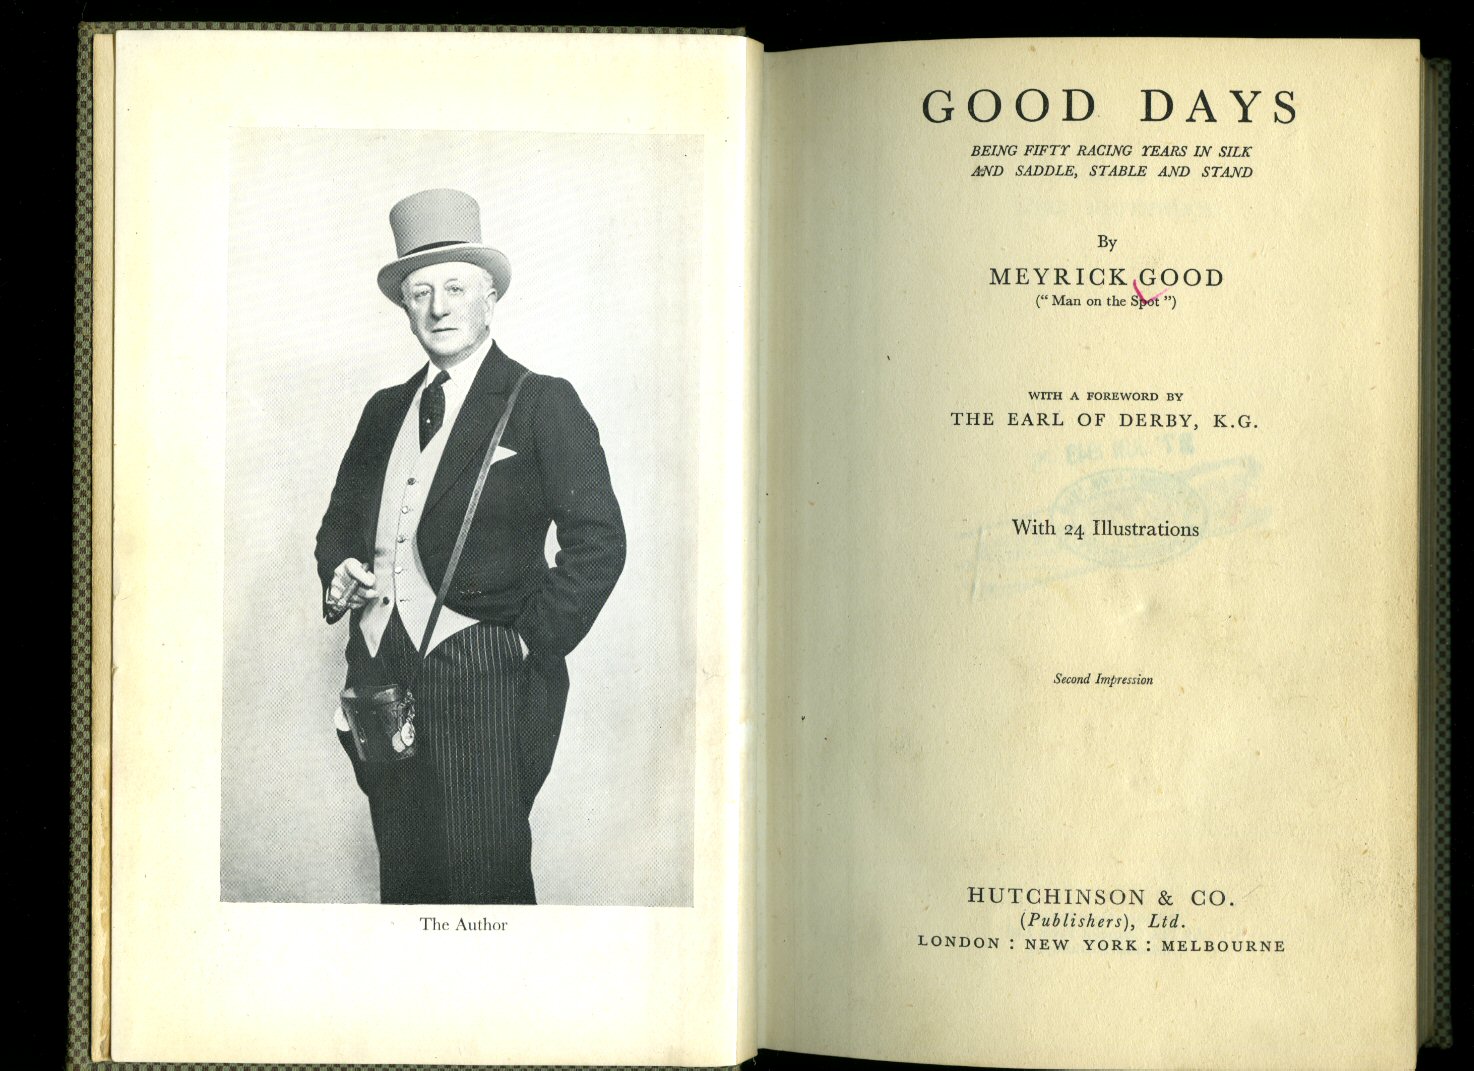 The Author
GOOD DAYS
BEING FIFTY RACING YEARS IN SILK
AND SADDLE, STABLE AND STAND
By
MEYRICK GOOD
(“ Man on the Spot ”)
WITH A FOREWORD BY
THE EARL OF DERBY, K.G.
With 24 Illustrations
Second Impression
HUTCHINSON & CO.
(Publishers), Ltd.
LONDON : NEW YORK : MELBOURNE